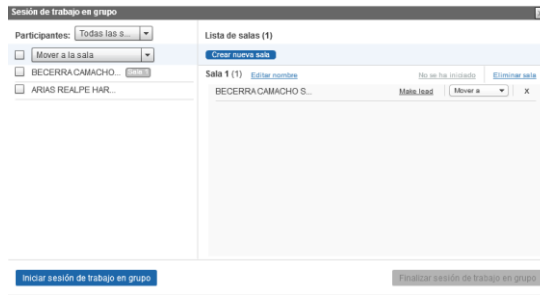 Sesión de trabajo en grupo
Participantes: Todas las s...
Mover a la sala
BECERRA CAMACHO... Sala 1
ARIAS REALPE HAR...
Lista de salas (1)
Crear nueva sala
Sala 1 (1) Editar nombre No se ha iniciado Eliminar sala
BECERRA CAMACHO S... Make lead Mover a X
Iniciar sesión de trabajo en grupo
Finalizar sesión de trabajo en grupo